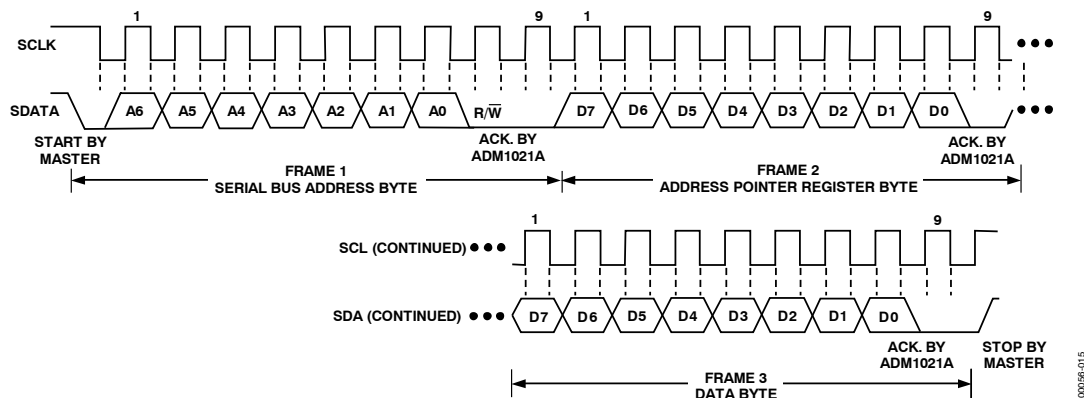 1 9 1 9
SCLK
SDATA A6 A5 A4 A3 A2 A1 A0 R/W̅ D7 D6 D5 D4 D3 D2 D1 D0
START BY
MASTER
ACK. BY
ADM1021A
ACK. BY
ADM1021A
FRAME 1
SERIAL BUS ADDRESS BYTE
FRAME 2
ADDRESS POINTER REGISTER BYTE
1 9
SCL (CONTINUED)
SDA (CONTINUED) D7 D6 D5 D4 D3 D2 D1 D0
ACK. BY
ADM1021A
STOP BY
MASTER
FRAME 3
DATA BYTE
00056-015